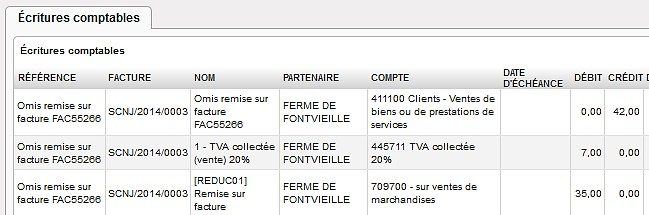 Écritures comptables
Écritures comptables
RÉFÉRENCE FACTURE NOM PARTENAIRE COMPTE DATE D'ÉCHÉANCE DÉBIT CRÉDIT D
Omis remise sur facture FAC55266 SCNJ/2014/0003 Omis remise sur facture FAC55266 FERME DE FONTVIEILLE 411100 Clients - Ventes de biens ou de prestations de services 0,00 42,00
Omis remise sur facture FAC55266 SCNJ/2014/0003 1 - TVA collectée (vente) 20% FERME DE FONTVIEILLE 445711 TVA collectée 20% 7,00 0,00
Omis remise sur facture FAC55266 SCNJ/2014/0003 [REDUC01] Remise sur facture FERME DE FONTVIEILLE 709700 - sur ventes de marchandises 35,00 0,00